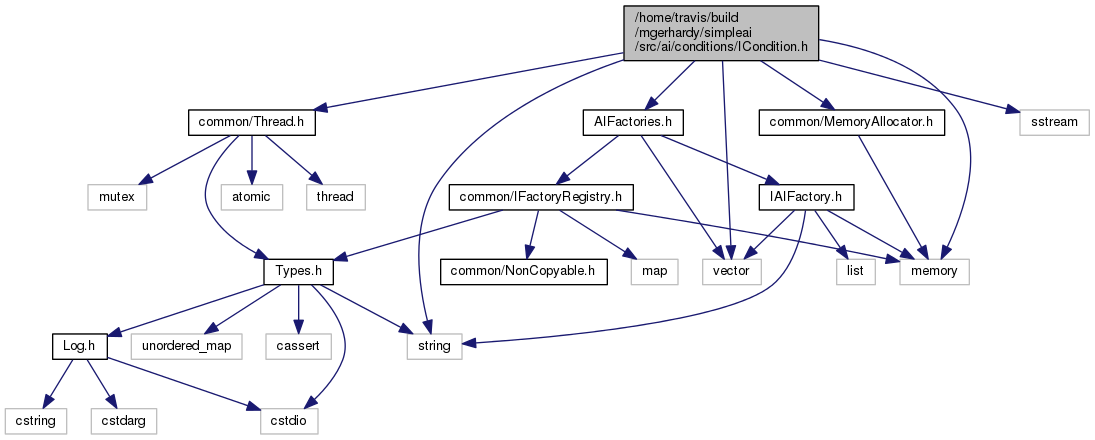 /home/travis/build
/mgerhardy/simpleai
/src/ai/conditions/ICondition.h
common/Thread.h
AIFactories.h
common/MemoryAllocator.h
sstream
mutex
atomic
thread
common/IFactoryRegistry.h
IAIFactory.h
Types.h
common/NonCopyable.h
map
vector
list
memory
Log.h
unordered_map
cassert
string
cstring
cstdarg
cstdio